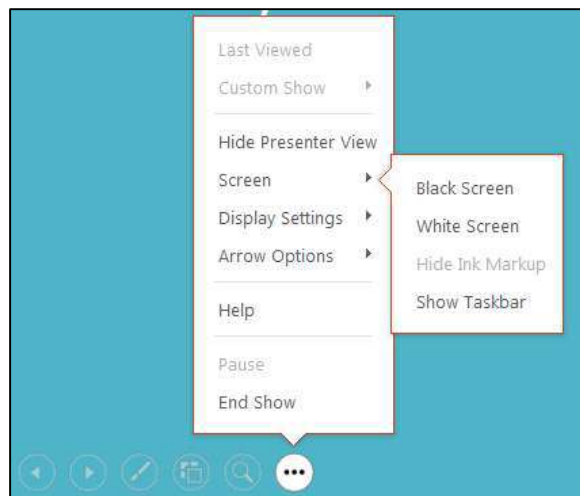 Last Viewed
Custom Show
Hide Presenter View
Screen
Display Settings
Arrow Options
Help
Pause
End Show
Black Screen
White Screen
Hide Ink Markup
Show Taskbar